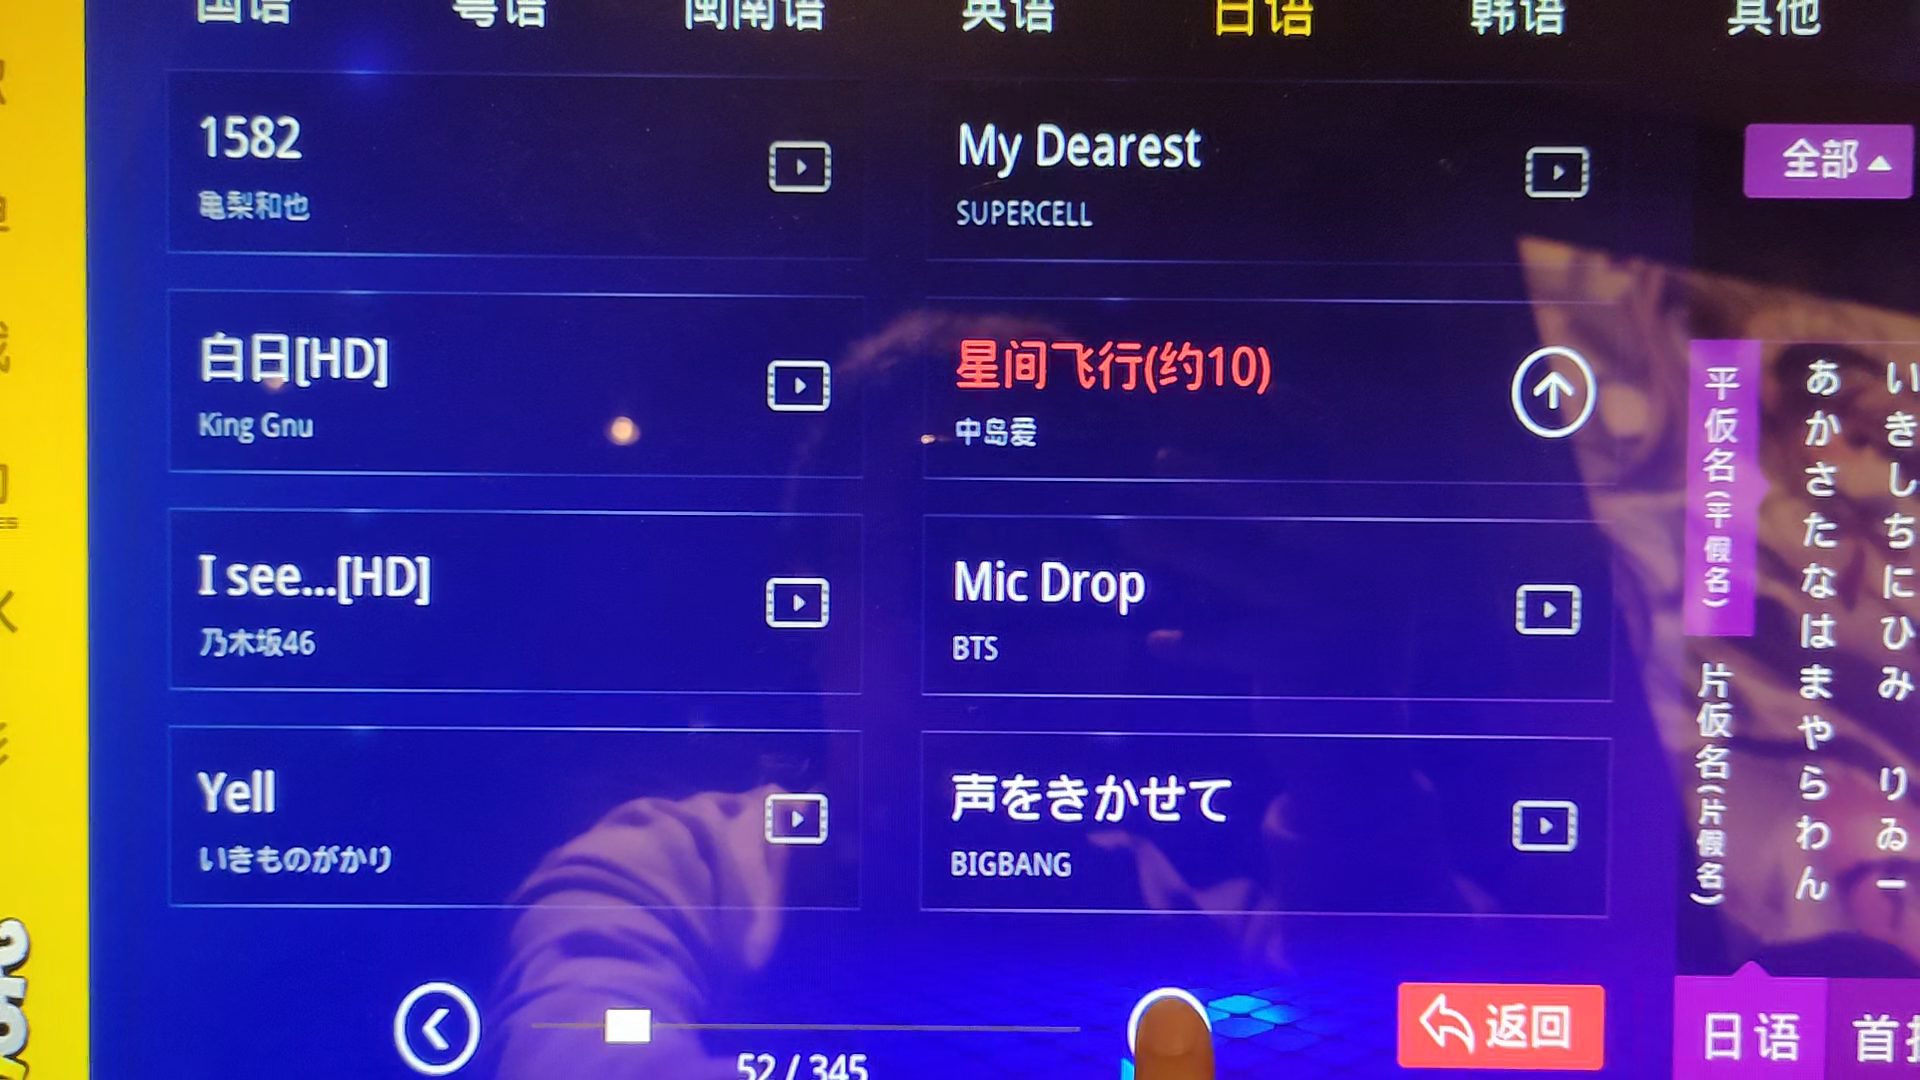 国语 粤语 闽南语 英语 日语 韩语 其他
1582
亀梨和也
My Dearest
SUPERCELL
全部
白日[HD]
King Gnu
星间飞行(约10)
中岛爱
I see...[HD]
乃木坂46
Mic Drop
BTS
Yell
いきものがかり
声をきかせて
BIGBANG
平仮名(平假名)
片仮名(片假名)
あかさたなはまやらわん
いきしちにひみ りゐー
52 / 345
返回
日语
首